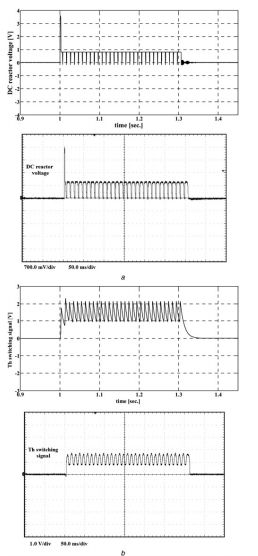 4
3
2
1
0
-1
-2
-3
-4
DC reactor voltage [V]
0.9 1 1.1 1.2 1.3 1.4
time [sec.]
DC reactor
voltage
700.0 mV/div 50.0 ms/div
a
3
2
1
0
-1
-2
-3
Th switching signal [V]
0.9 1 1.1 1.2 1.3 1.4
time [sec.]
Th switching
signal
1.0 V/div 50.0 ms/div
b